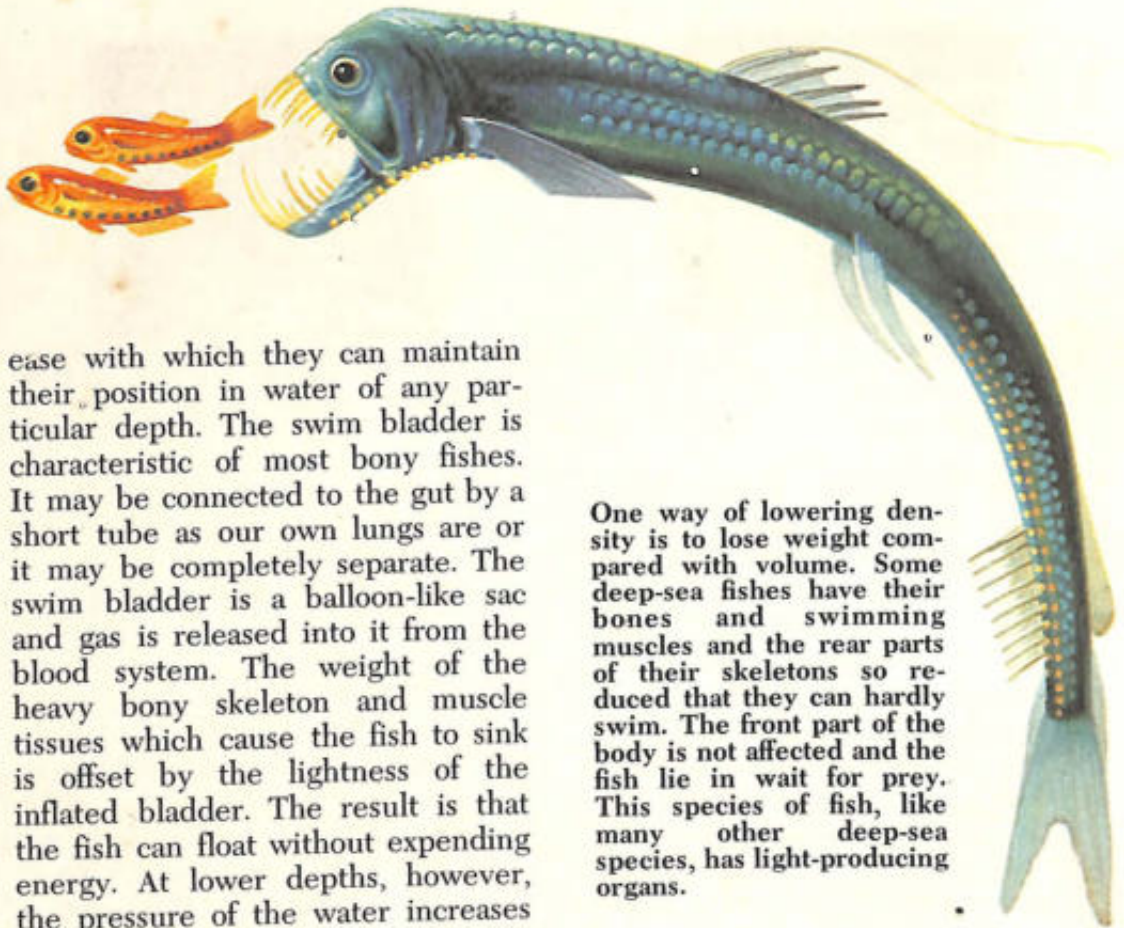 ease with which they can maintain
their position in water of any par-
ticular depth. The swim bladder is
characteristic of most bony fishes.
It may be connected to the gut by a
short tube as our own lungs are or
it may be completely separate. The
swim bladder is a balloon-like sac
and gas is released into it from the
blood system. The weight of the
heavy bony skeleton and muscle
tissues which cause the fish to sink
is offset by the lightness of the
inflated bladder. The result is that
the fish can float without expending
energy. At lower depths, however,
the pressure of the water increases
One way of lowering den-
sity is to lose weight com-
pared with volume. Some
deep-sea fishes have their
bones and swimming
muscles and the rear parts
of their skeletons so re-
duced that they can hardly
swim. The front part of the
body is not affected and the
fish lie in wait for prey.
This species of fish, like
many other deep-sea
species, has light-producing
organs.